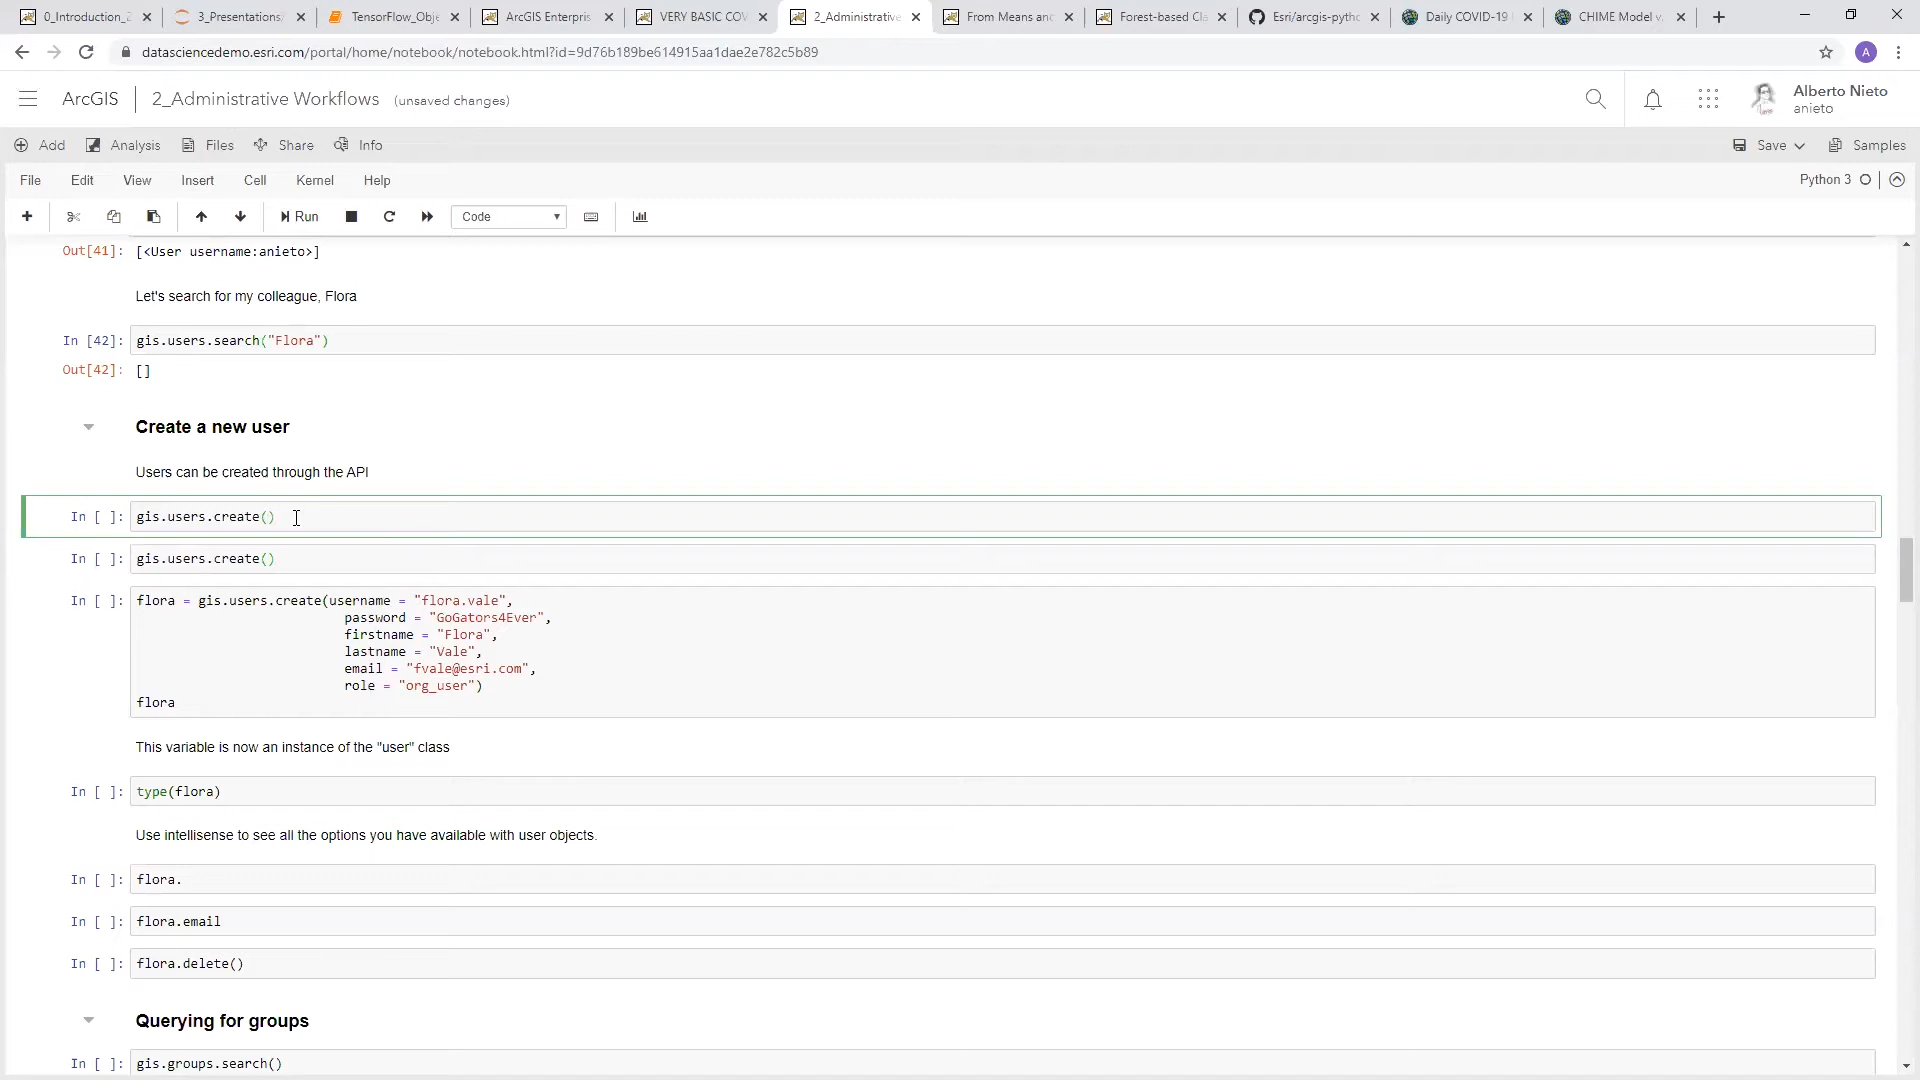 0_Introduction_2
3_Presentations/
TensorFlow_Obje
ArcGIS Enterpris
VERY BASIC COV
2_Administrative
From Means and
Forest-based Cla
Esri/arcgis-pytho
Daily COVID-19
CHIME Model v.
datasciencedemo.esri.com/portal/home/notebook/notebook.html?id=9d76b189be614915aa1dae2e782c5b89
A
ArcGIS
2_Administrative Workflows (unsaved changes)
Alberto Nieto
anieto
Add
Analysis
Files
Share
Info
Save
Samples
File
Edit
View
Insert
Cell
Kernel
Help
Python 3
Run
Code
Out[41]: [<User username:anieto>]
Let's search for my colleague, Flora
In [42]: gis.users.search("Flora")
Out[42]: []
Create a new user
Users can be created through the API
In [ ]: gis.users.create()
In [ ]: gis.users.create()
In [ ]: flora = gis.users.create(username = "flora.vale",
password = "GoGators4Ever",
firstname = "Flora",
lastname = "Vale",
email = "fvale@esri.com",
role = "org_user")
flora
This variable is now an instance of the "user" class
In [ ]: type(flora)
Use intellisense to see all the options you have available with user objects.
In [ ]: flora.
In [ ]: flora.email
In [ ]: flora.delete()
Querying for groups
In [ ]: gis.groups.search()